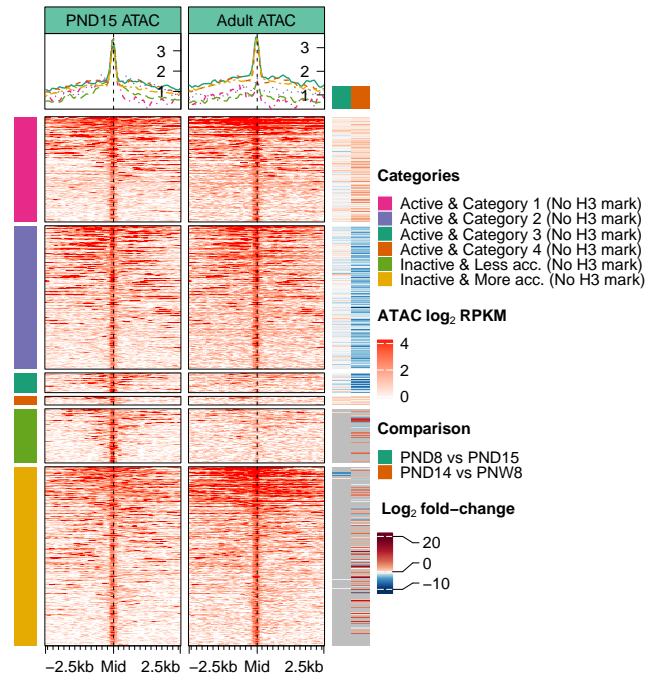 PND15 ATAC
Adult ATAC
3
2
1
3
2
1
Categories
Active & Category 1 (No H3 mark)
Active & Category 2 (No H3 mark)
Active & Category 3 (No H3 mark)
Active & Category 4 (No H3 mark)
Inactive & Less acc. (No H3 mark)
Inactive & More acc. (No H3 mark)
ATAC log₂ RPKM
4
2
0
Comparison
PND8 vs PND15
PND14 vs PNW8
Log₂ fold−change
20
0
−10
−2.5kb Mid 2.5kb
−2.5kb Mid 2.5kb